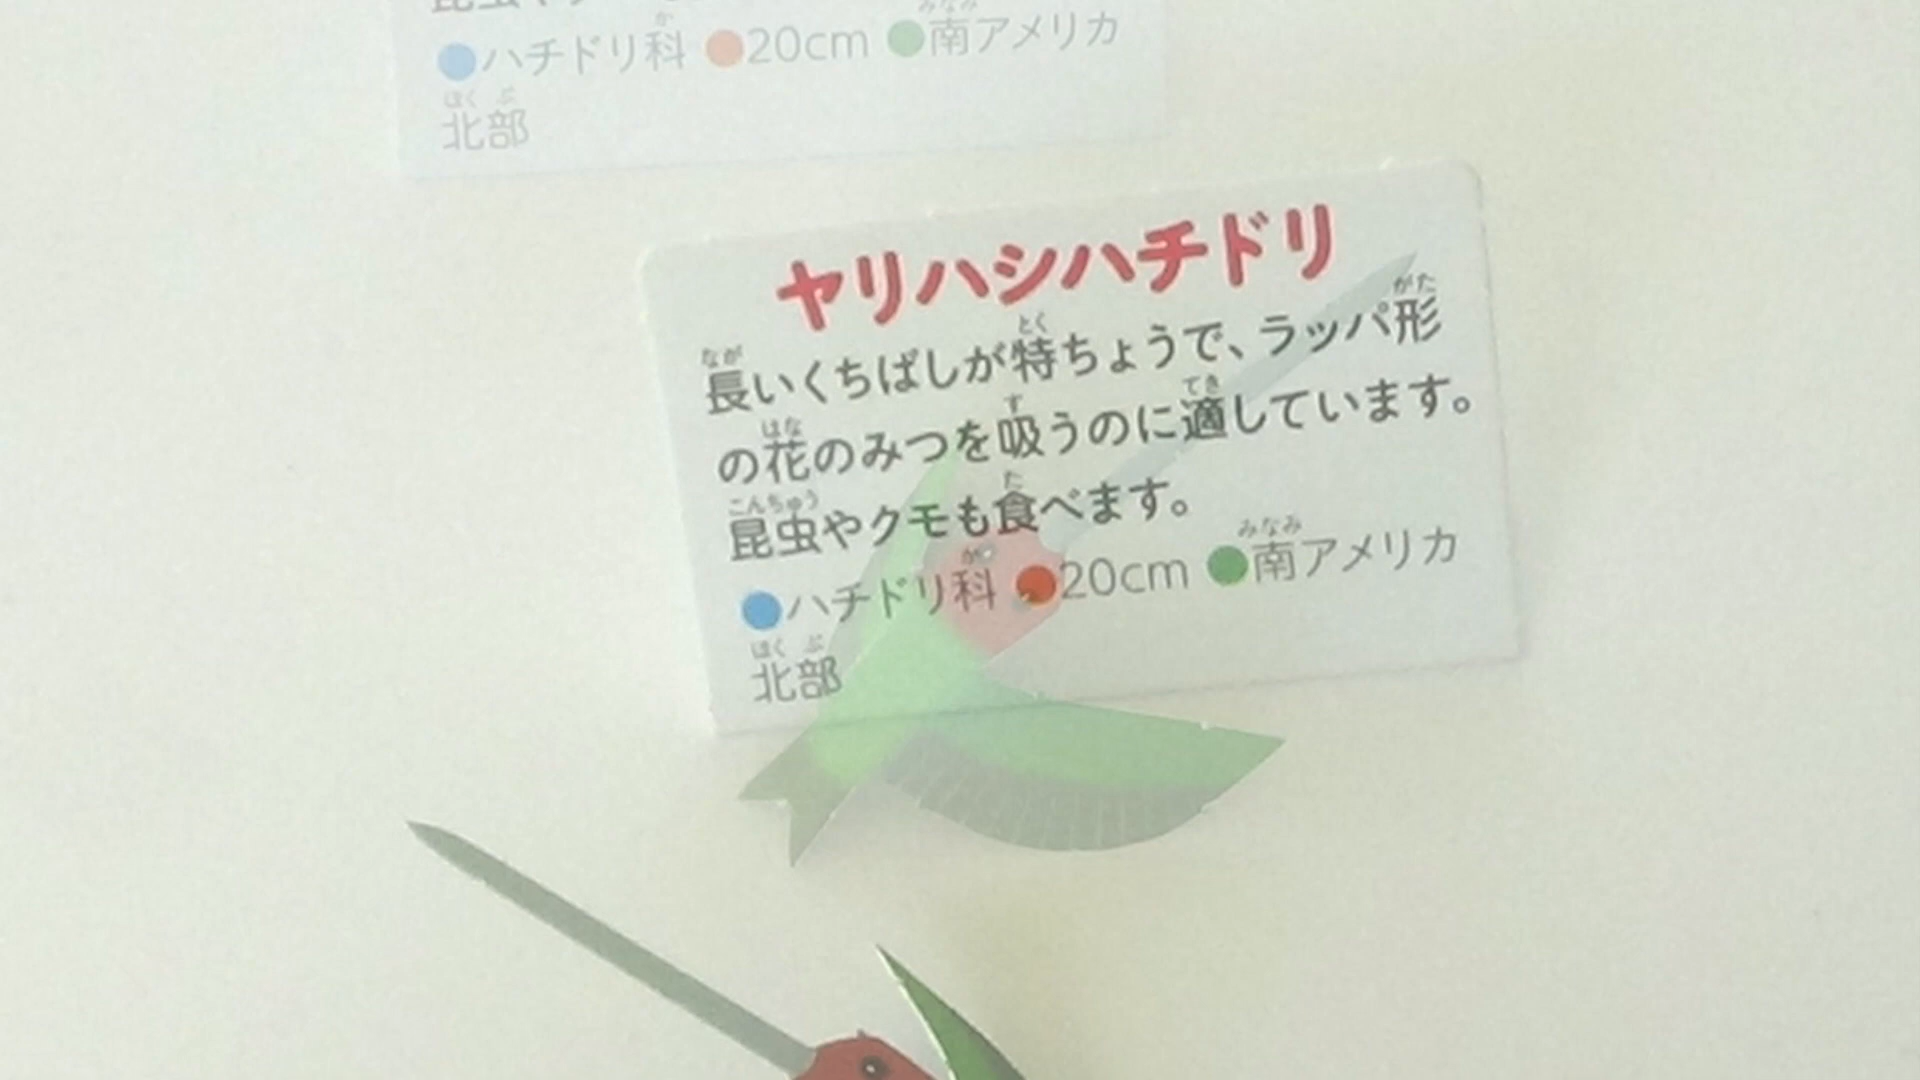 ハチドリ科 20cm 南アメリカ
北部
ヤリハシハチドリ
長いくちばしが特ちょうで、ラッパ形
の花のみつを吸うのに適しています。
昆虫やクモも食べます。
ハチドリ科 20cm 南アメリカ
北部